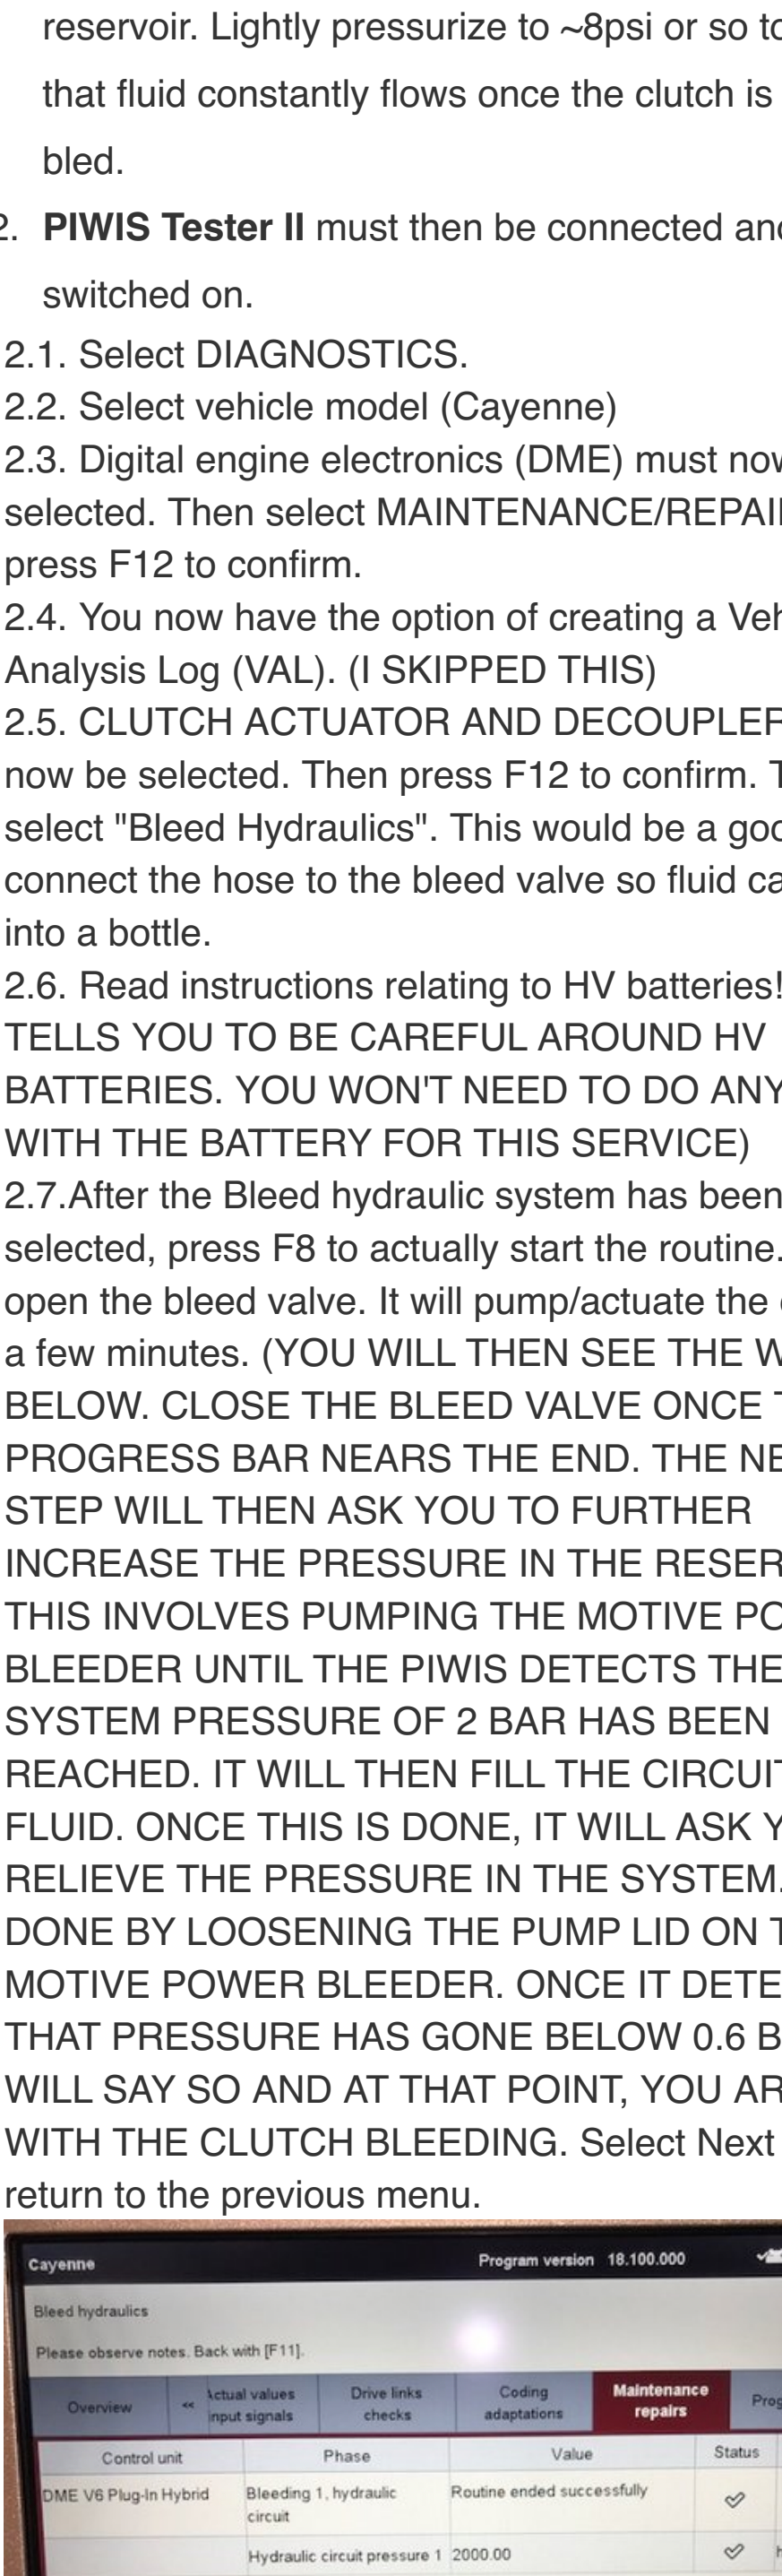 reservoir. Lightly pressurize to ~8psi or so to
that fluid constantly flows once the clutch is
bled.
2. PIWIS Tester II must then be connected and
switched on.
2.1. Select DIAGNOSTICS.
2.2. Select vehicle model (Cayenne)
2.3. Digital engine electronics (DME) must now
selected. Then select MAINTENANCE/REPAI
press F12 to confirm.
2.4. You now have the option of creating a Veh
Analysis Log (VAL). (I SKIPPED THIS)
2.5. CLUTCH ACTUATOR AND DECOUPLER
now be selected. Then press F12 to confirm. T
select "Bleed Hydraulics". This would be a goo
connect the hose to the bleed valve so fluid ca
into a bottle.
2.6. Read instructions relating to HV batteries!
TELLS YOU TO BE CAREFUL AROUND HV
BATTERIES. YOU WON'T NEED TO DO ANY
WITH THE BATTERY FOR THIS SERVICE)
2.7.After the Bleed hydraulic system has been
selected, press F8 to actually start the routine.
open the bleed valve. It will pump/actuate the
a few minutes. (YOU WILL THEN SEE THE W
BELOW. CLOSE THE BLEED VALVE ONCE T
PROGRESS BAR NEARS THE END. THE NE
STEP WILL THEN ASK YOU TO FURTHER
INCREASE THE PRESSURE IN THE RESER
THIS INVOLVES PUMPING THE MOTIVE PO
BLEEDER UNTIL THE PIWIS DETECTS THE
SYSTEM PRESSURE OF 2 BAR HAS BEEN
REACHED. IT WILL THEN FILL THE CIRCUIT
FLUID. ONCE THIS IS DONE, IT WILL ASK Y
RELIEVE THE PRESSURE IN THE SYSTEM.
DONE BY LOOSENING THE PUMP LID ON T
MOTIVE POWER BLEEDER. ONCE IT DETE
THAT PRESSURE HAS GONE BELOW 0.6 B
WILL SAY SO AND AT THAT POINT, YOU AR
WITH THE CLUTCH BLEEDING. Select Next
return to the previous menu.
Cayenne Program version 18.100.000
Bleed hydraulics
Please observe notes. Back with [F11].
Overview << Actual values input signals Drive links checks Coding adaptations Maintenance repairs Prog
Control unit Phase Value Status
DME V6 Plug-In Hybrid Bleeding 1, hydraulic circuit Routine ended successfully
Hydraulic circuit pressure 1 2000.00